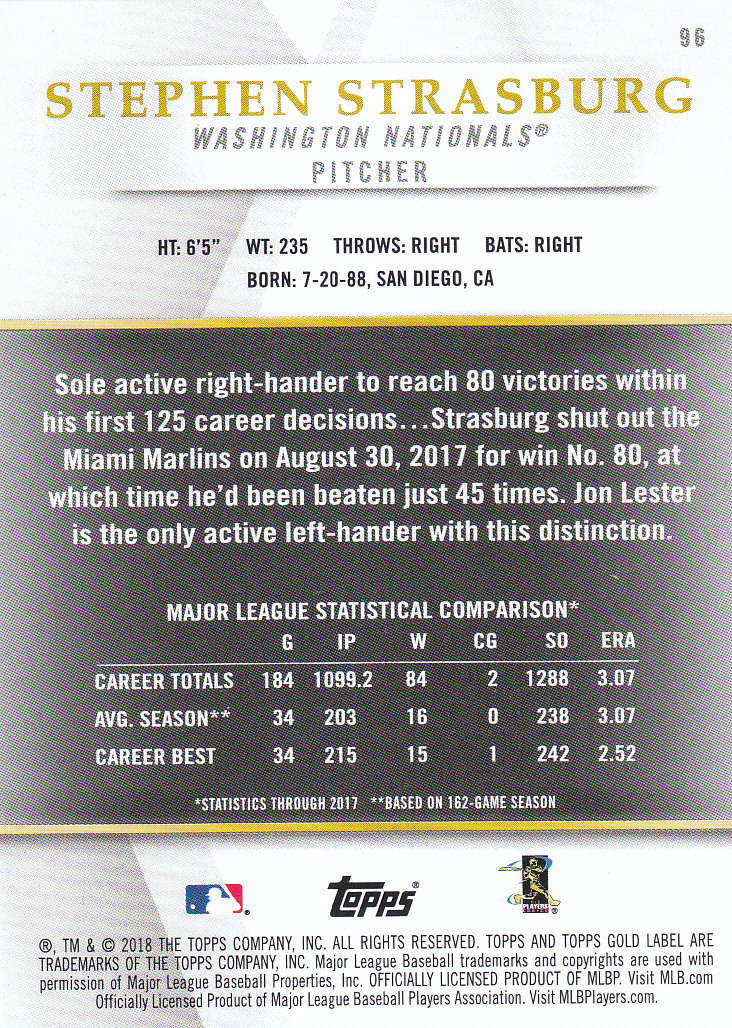 96
STEPHEN STRASBURG
WASHINGTON NATIONALS®
PITCHER
HT: 6'5" WT: 235 THROWS: RIGHT BATS: RIGHT
BORN: 7-20-88, SAN DIEGO, CA
Sole active right-hander to reach 80 victories within
his first 125 career decisions...Strasburg shut out the
Miami Marlins on August 30, 2017 for win No. 80, at
which time he'd been beaten just 45 times. Jon Lester
is the only active left-hander with this distinction.
MAJOR LEAGUE STATISTICAL COMPARISON*
G IP W CG SO ERA
CAREER TOTALS 184 1099.2 84 2 1288 3.07
AVG. SEASON** 34 203 16 0 238 3.07
CAREER BEST 34 215 15 1 242 2.52
*STATISTICS THROUGH 2017 **BASED ON 162-GAME SEASON
topps®
PLAYERS
CHOICE ®
®, TM & © 2018 THE TOPPS COMPANY, INC. ALL RIGHTS RESERVED. TOPPS AND TOPPS GOLD LABEL ARE
TRADEMARKS OF THE TOPPS COMPANY, INC. Major League Baseball trademarks and copyrights are used with
permission of Major League Baseball Properties, Inc. OFFICIALLY LICENSED PRODUCT OF MLBP. Visit MLB.com
Officially Licensed Product of Major League Baseball Players Association. Visit MLBPlayers.com.